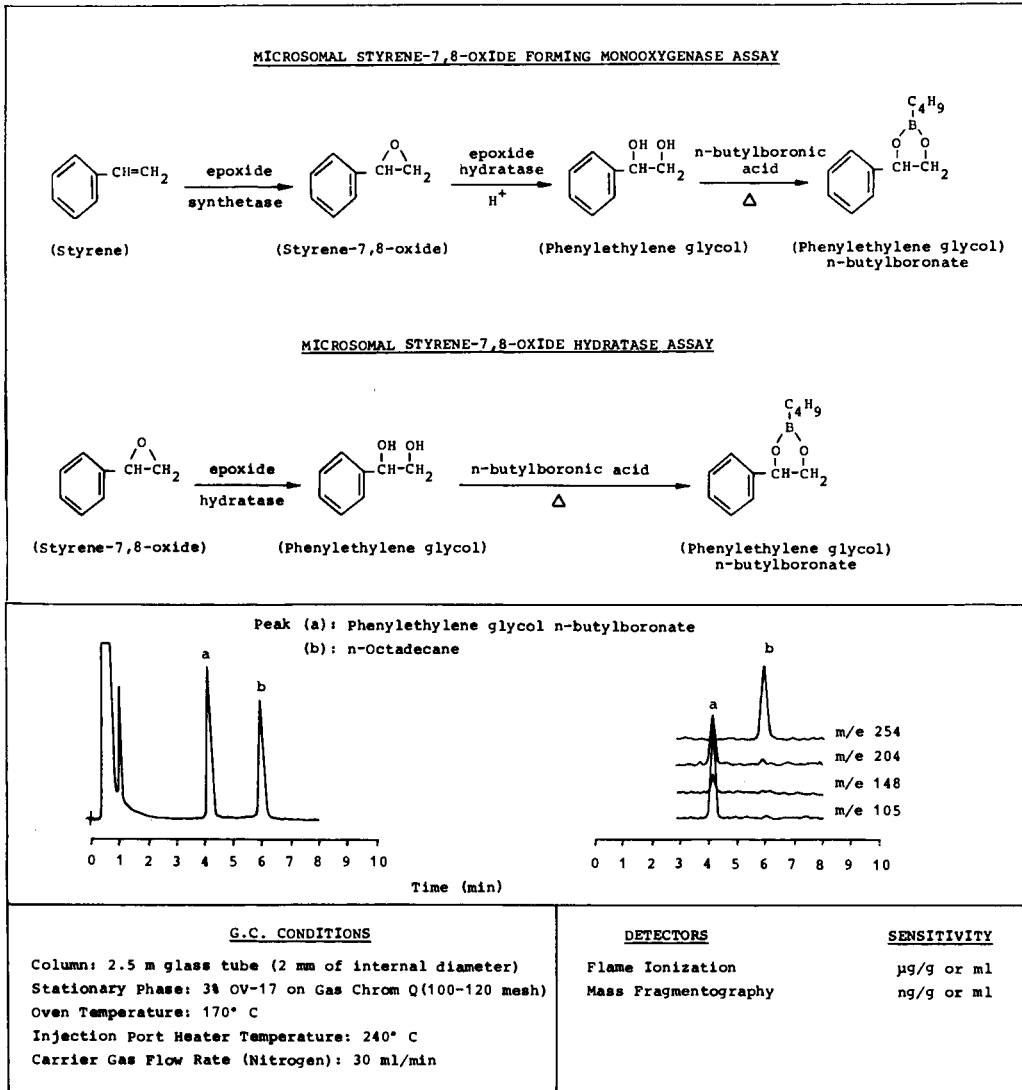 MICROSOMAL STYRENE-7,8-OXIDE FORMING MONOOXYGENASE ASSAY
C4H9
B
O O
CH=CH2
epoxide
synthetase
O
CH-CH2
epoxide
hydratase
H+
OH OH
CH-CH2
n-butylboronic
acid
Δ
CH-CH2
(Styrene)
(Styrene-7,8-oxide)
(Phenylethylene glycol)
(Phenylethylene glycol)
n-butylboronate
MICROSOMAL STYRENE-7,8-OXIDE HYDRATASE ASSAY
C4H9
B
O O
O
CH-CH2
epoxide
hydratase
OH OH
CH-CH2
n-butylboronic acid
Δ
CH-CH2
(Styrene-7,8-oxide)
(Phenylethylene glycol)
(Phenylethylene glycol)
n-butylboronate
Peak (a): Phenylethylene glycol n-butylboronate
(b): n-Octadecane
a
b
b
a
m/e 254
m/e 204
m/e 148
m/e 105
0 1 2 3 4 5 6 7 8 9 10
0 1 2 3 4 5 6 7 8 9 10
Time (min)
G.C. CONDITIONS
Column: 2.5 m glass tube (2 mm of internal diameter)
Stationary Phase: 3% OV-17 on Gas Chrom Q(100-120 mesh)
Oven Temperature: 170° C
Injection Port Heater Temperature: 240° C
Carrier Gas Flow Rate (Nitrogen): 30 ml/min
DETECTORS SENSITIVITY
Flame Ionization µg/g or ml
Mass Fragmentography ng/g or ml